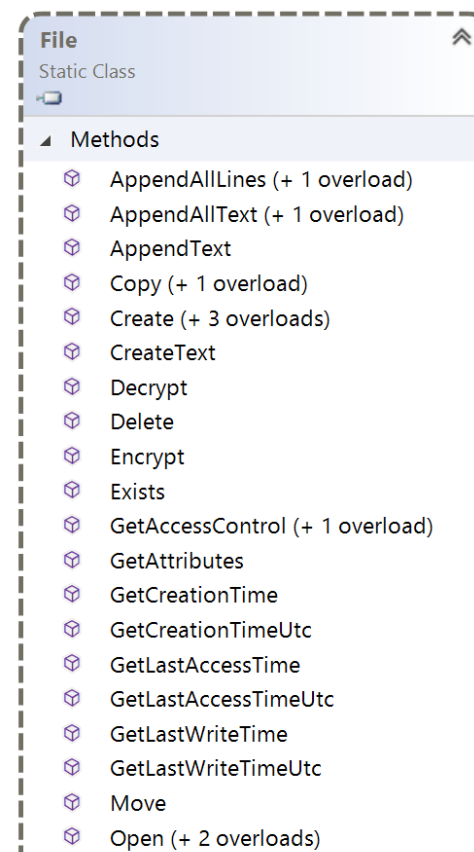 File
Static Class
Methods
AppendAllLines (+ 1 overload)
AppendAllText (+ 1 overload)
AppendText
Copy (+ 1 overload)
Create (+ 3 overloads)
CreateText
Decrypt
Delete
Encrypt
Exists
GetAccessControl (+ 1 overload)
GetAttributes
GetCreationTime
GetCreationTimeUtc
GetLastAccessTime
GetLastAccessTimeUtc
GetLastWriteTime
GetLastWriteTimeUtc
Move
Open (+ 2 overloads)